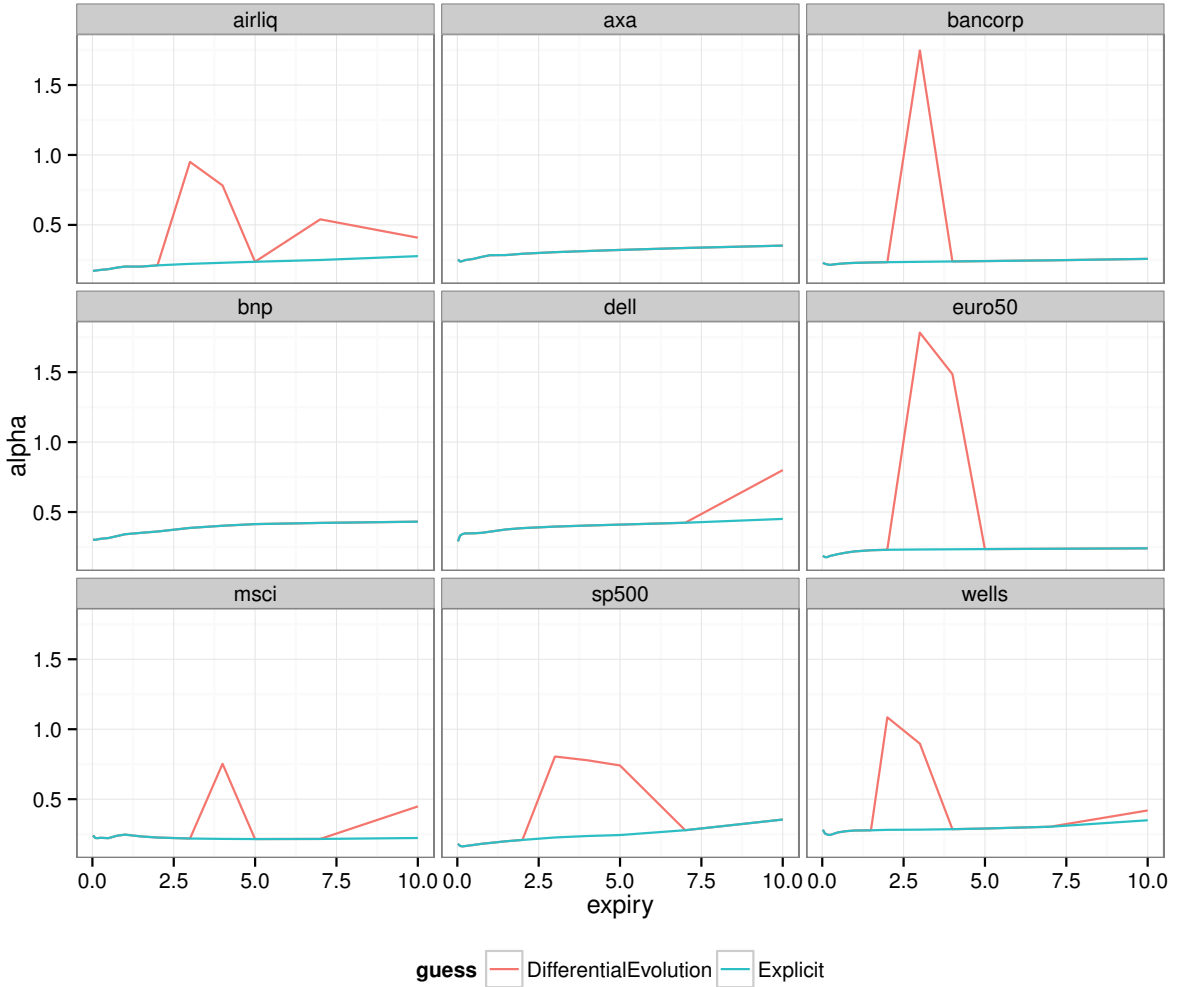 airliq axa bancorp
1.5
1.0
0.5
bnp dell euro50
1.5
1.0
0.5
alpha
msci sp500 wells
1.5
1.0
0.5
0.0 2.5 5.0 7.5 10.0 0.0 2.5 5.0 7.5 10.0 0.0 2.5 5.0 7.5 10.0
expiry
guess DifferentialEvolution Explicit